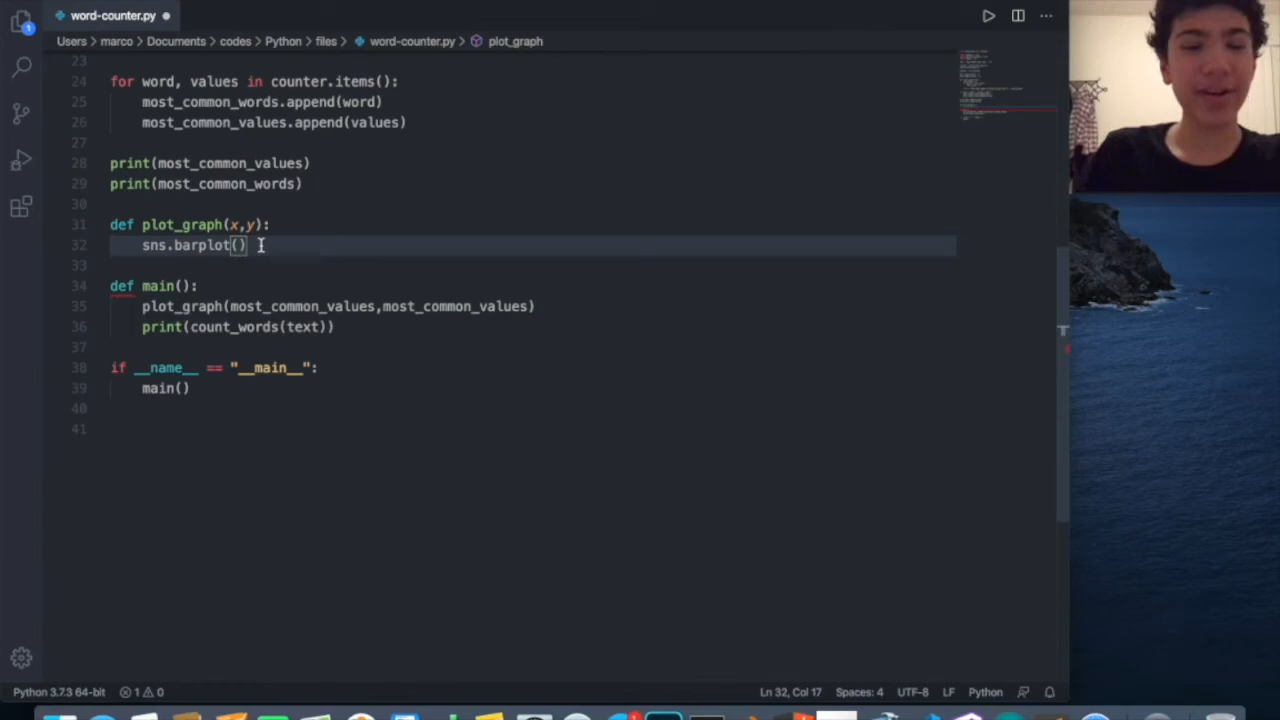 word-counter.py
Users > marco > Documents > codes > Python > files > word-counter.py > plot_graph
23
24 for word, values in counter.items():
25 most_common_words.append(word)
26 most_common_values.append(values)
27
28 print(most_common_values)
29 print(most_common_words)
30
31 def plot_graph(x,y):
32 sns.barplot()
33
34 def main():
35 plot_graph(most_common_values,most_common_values)
36 print(count_words(text))
37
38 if __name__ == "__main__":
39 main()
40
41
Python 3.7.3 64-bit 1 0 Ln 32, Col 17 Spaces: 4 UTF-8 LF Python